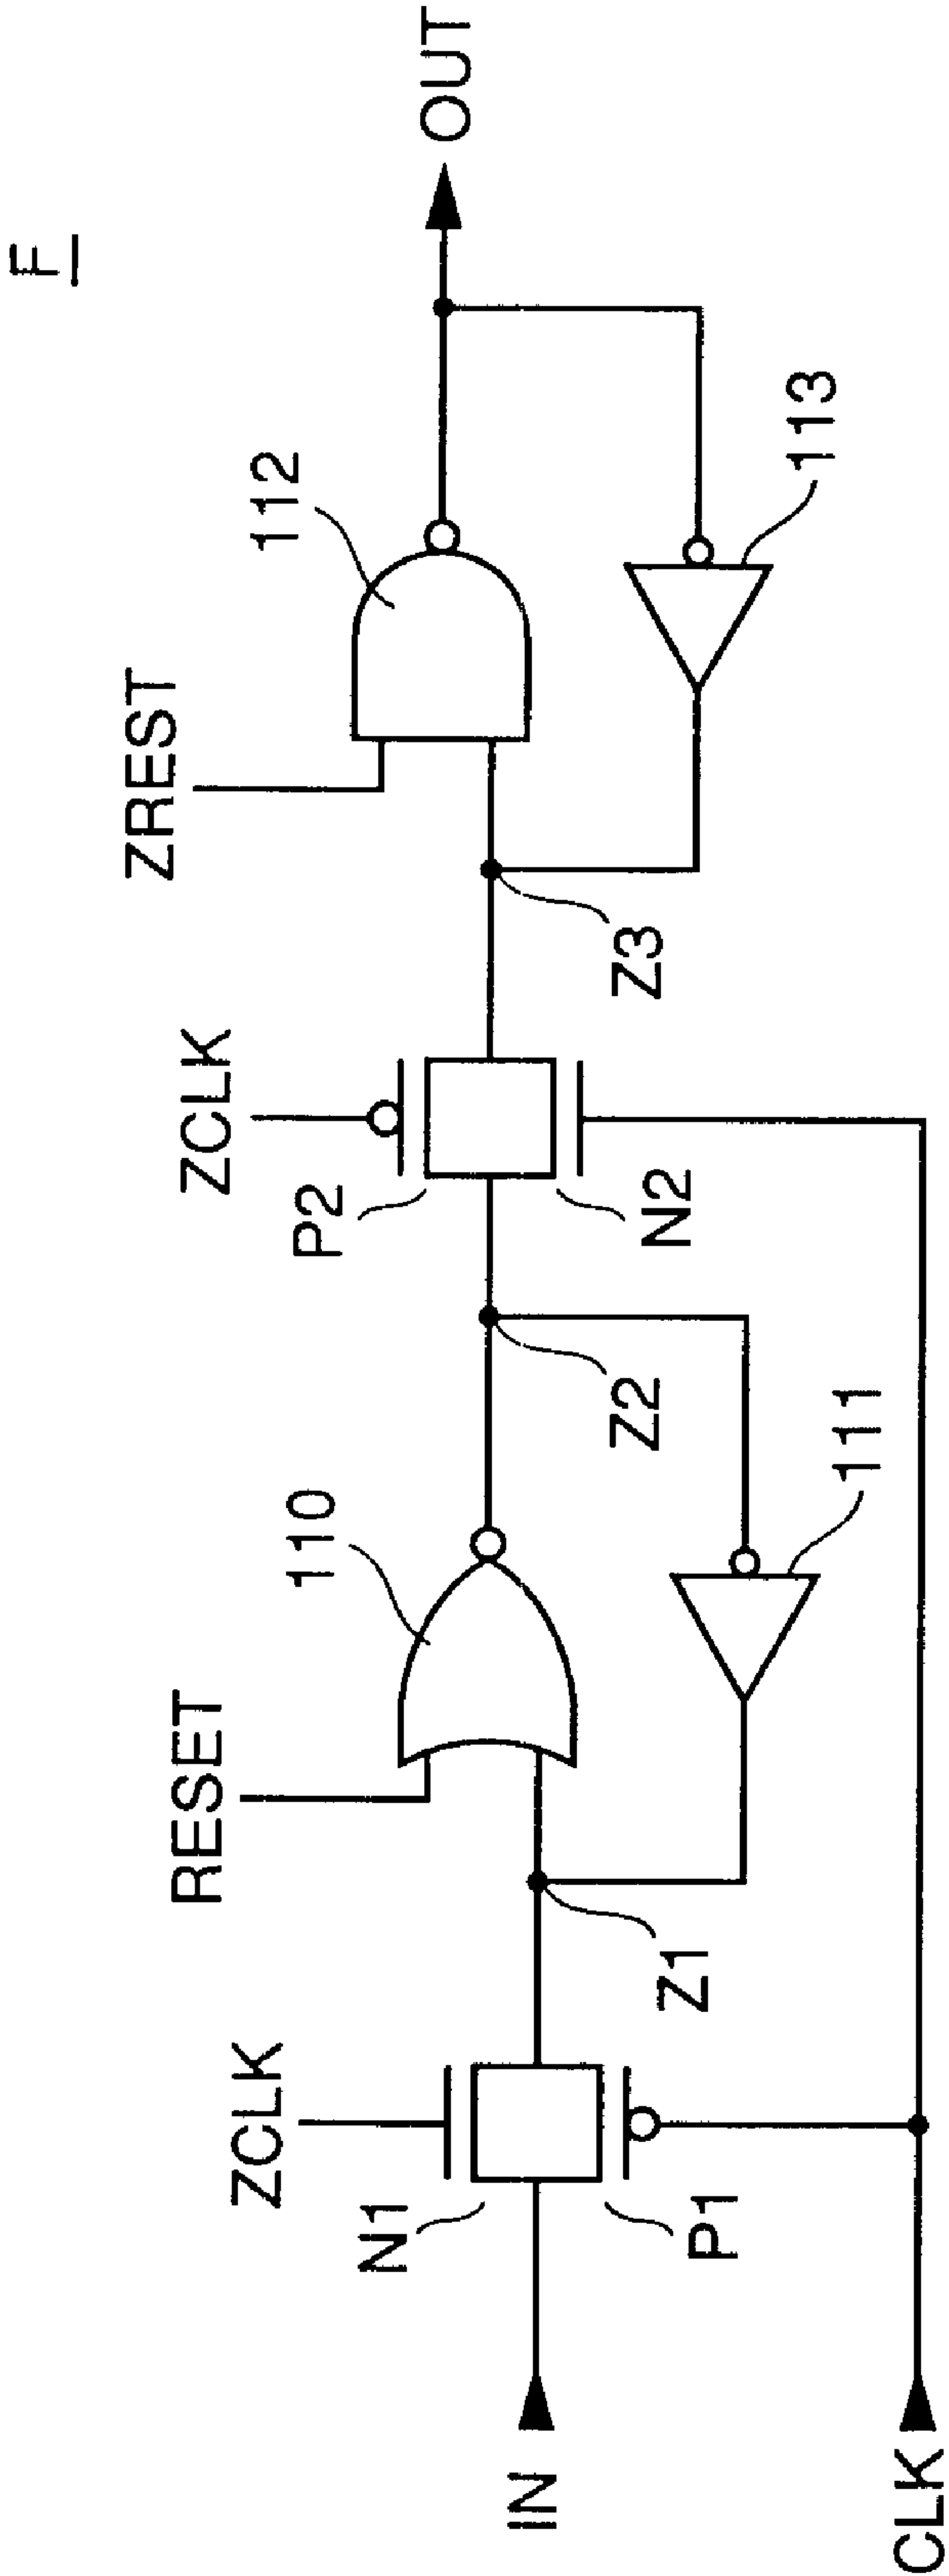 F
ZREST
112
OUT
ZCLK
P2
Z3
N2
113
RESET
110
Z2
111
ZCLK
N1
Z1
P1
IN
CLK